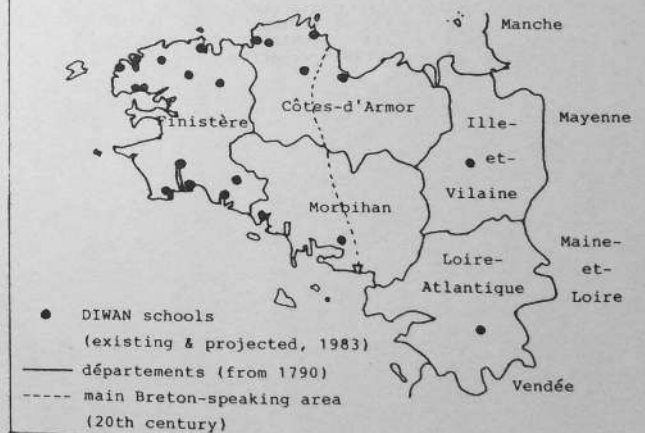 Manche
Côtes-d'Armor
Finistère
Ille-
et-
Vilaine
Mayenne
Morbihan
Loire-
Atlantique
Maine-
et-
Loire
Vendée
DIWAN schools
(existing & projected, 1983)
départements (from 1790)
main Breton-speaking area
(20th century)